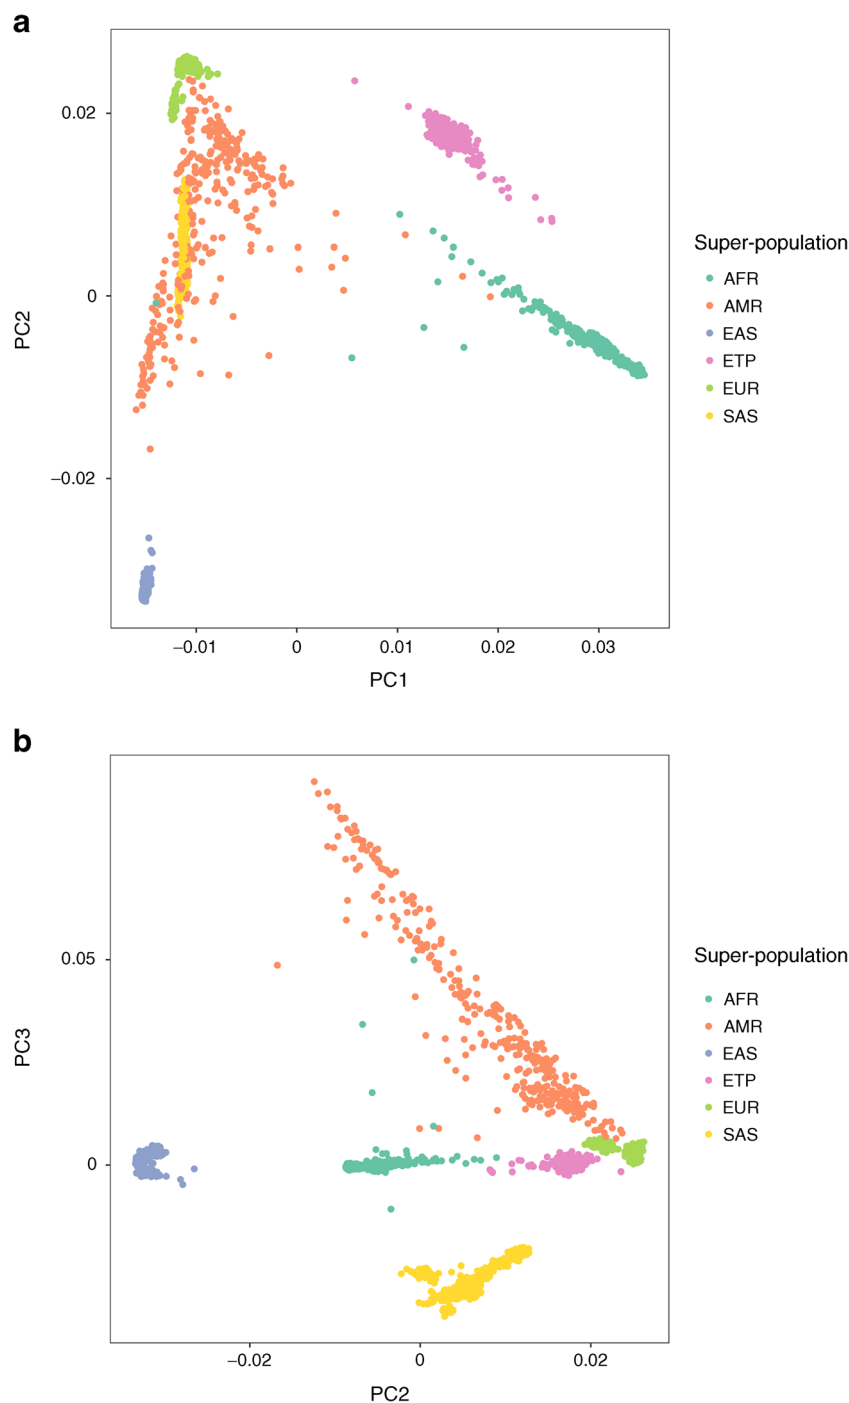 a
0.02
0
−0.02
PC2
−0.01
0
0.01
0.02
0.03
PC1
Super-population
AFR
AMR
EAS
ETP
EUR
SAS
b
0.05
0
PC3
−0.02
0
0.02
PC2
Super-population
AFR
AMR
EAS
ETP
EUR
SAS